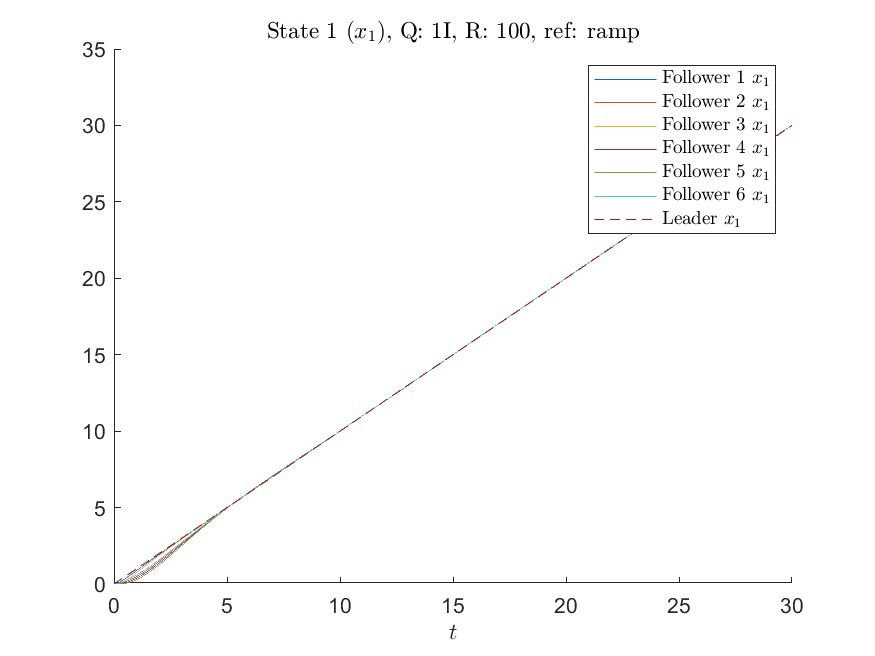 State 1 (x₁), Q: 1I, R: 100, ref: ramp
35
30
25
20
15
10
5
0
Follower 1 x₁
Follower 2 x₁
Follower 3 x₁
Follower 4 x₁
Follower 5 x₁
Follower 6 x₁
Leader x₁
0 5 10 15 20 25 30
t